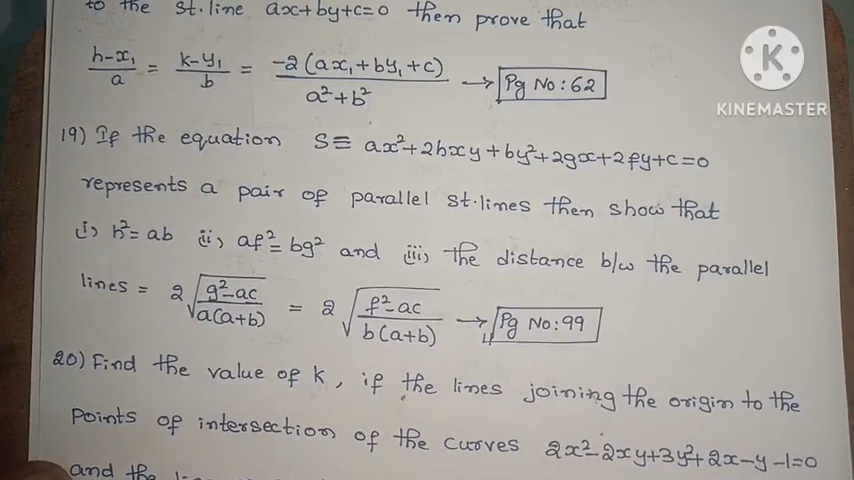 to the st.line ax+by+c=0 then prove that
h-x₁/a = k-y₁/b = -2(ax₁+by₁+c)/a²+b² → Pg No:62
KINEMASTER
19) If the equation S≡ ax²+2hxy+by²+2gx+2fy+c=0
represents a pair of parallel st.lines then show that
(i) h²=ab (ii) af²=bg² and (iii) the distance b/w the parallel
lines = 2√(g²-ac/a(a+b)) = 2√(f²-ac/b(a+b)) → Pg No:99
20) Find the value of k, if the lines joining the origin to the
points of intersection of the curves 2x²-2xy+3y²+2x-y-1=0
and the